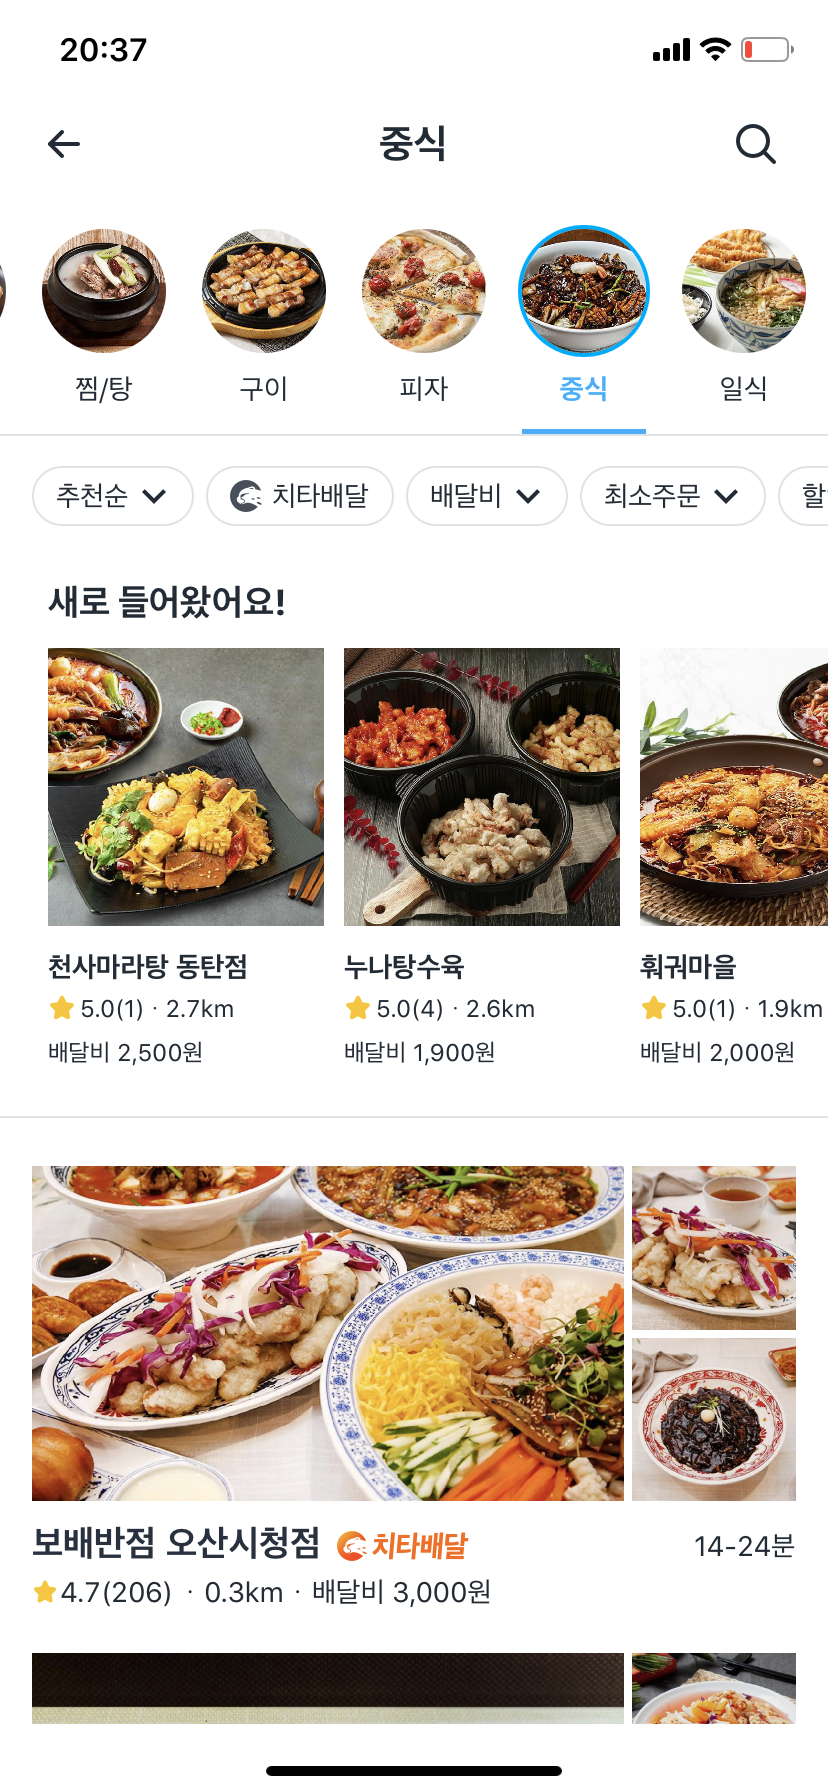 20:37
중식
찜/탕 구이 피자 중식 일식
추천순 치타배달 배달비 최소주문 할
새로 들어왔어요!
천사마라탕 동탄점
5.0(1) · 2.7km
배달비 2,500원
누나탕수육
5.0(4) · 2.6km
배달비 1,900원
훠궈마을
5.0(1) · 1.9km
배달비 2,000원
보배반점 오산시청점 치타배달 14-24분
4.7(206) · 0.3km · 배달비 3,000원